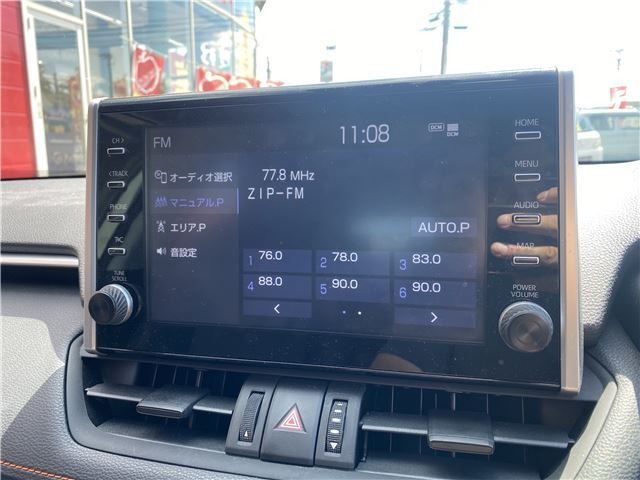 FM
11:08
DCM
DCM
オーディオ選択
マニュアル.P
エリア.P
音設定
77.8 MHz
ZIP-FM
AUTO.P
1 76.0
2 78.0
3 83.0
4 88.0
5 90.0
6 90.0
<
>
CH >
< TRACK
PHONE
TUNE
SCROLL
HOME
MENU
AUDIO
MAP
POWER
VOLUME